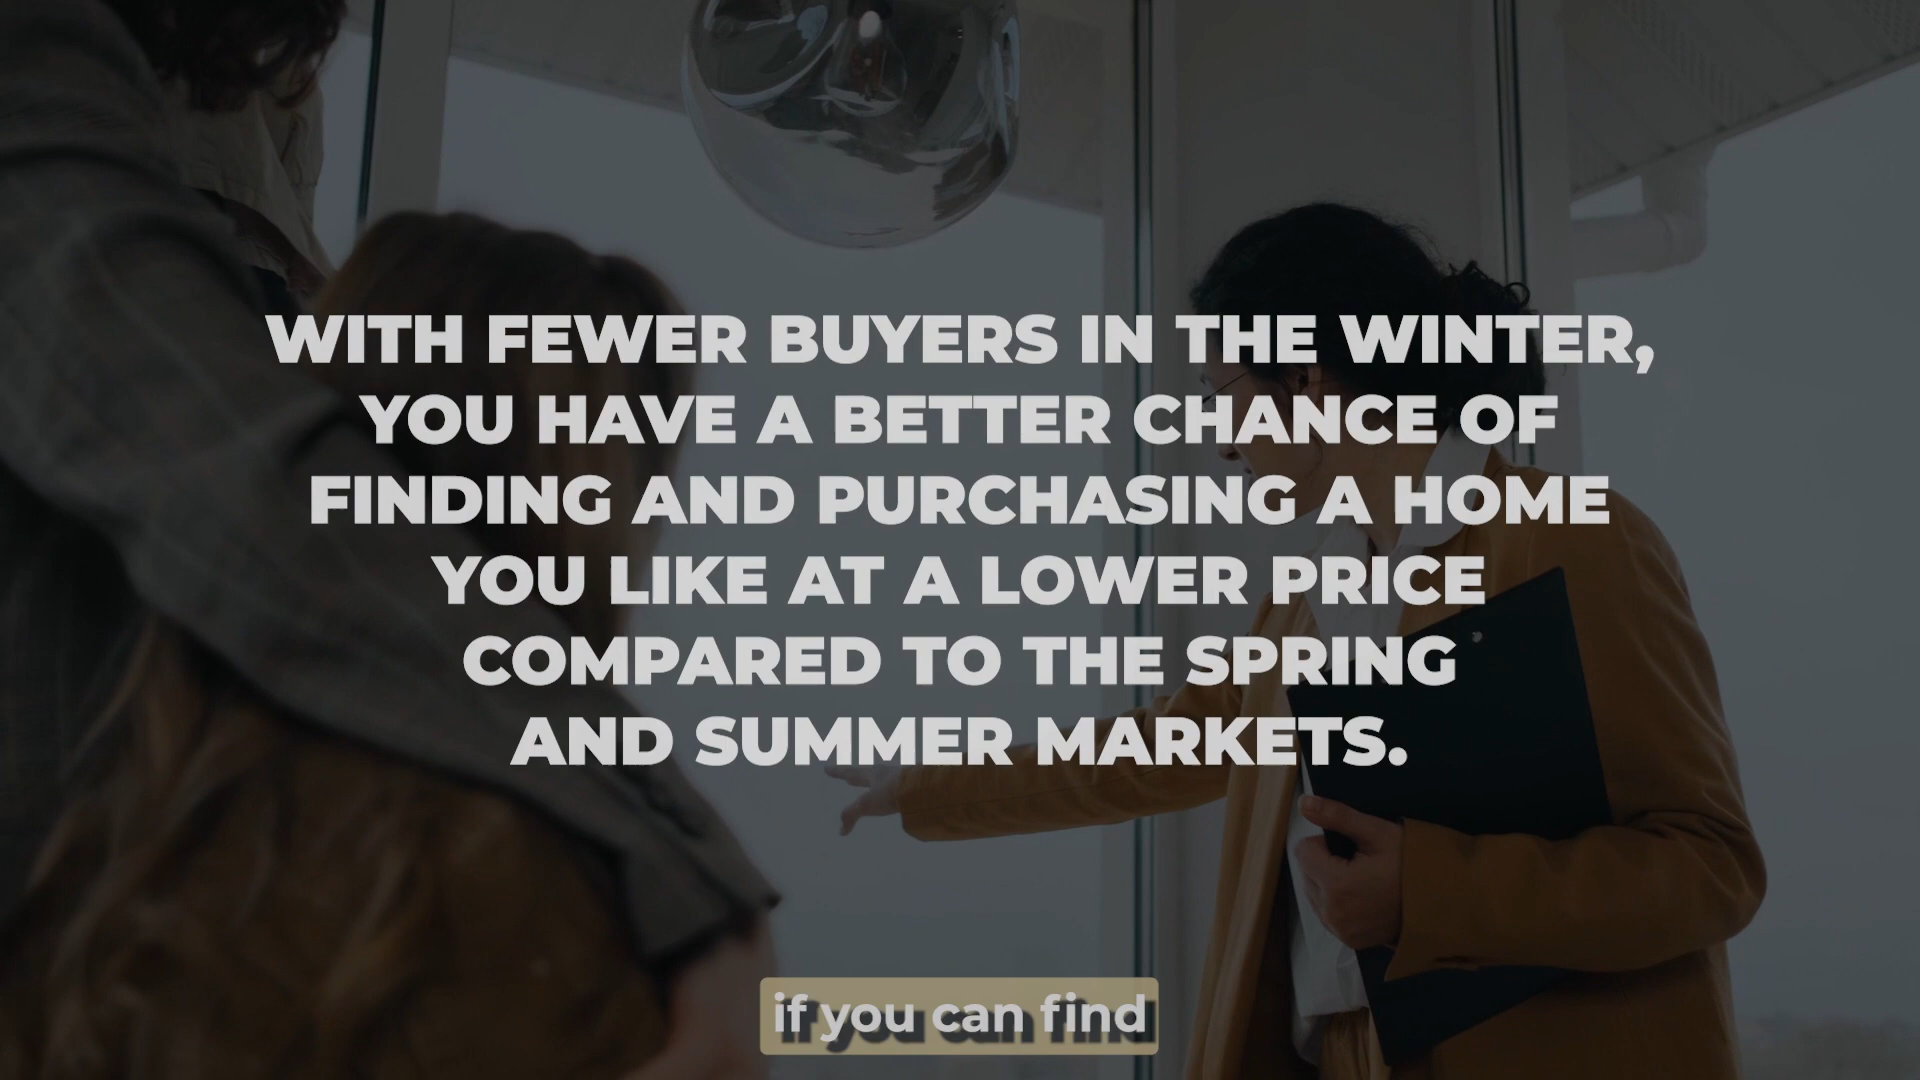 WITH FEWER BUYERS IN THE WINTER,
YOU HAVE A BETTER CHANCE OF
FINDING AND PURCHASING A HOME
YOU LIKE AT A LOWER PRICE
COMPARED TO THE SPRING
AND SUMMER MARKETS.
if you can find